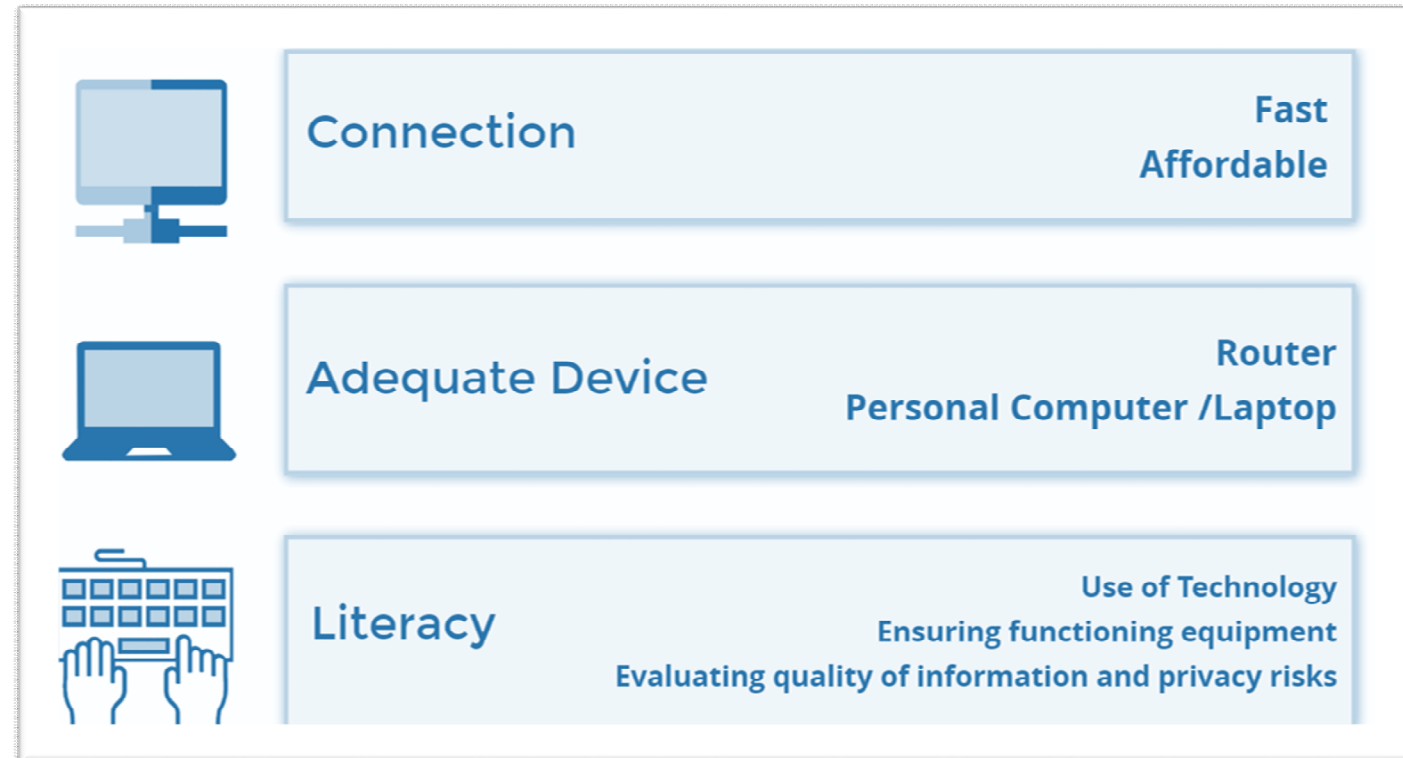 Connection
Fast
Affordable
Adequate Device
Router
Personal Computer /Laptop
Literacy
Use of Technology
Ensuring functioning equipment
Evaluating quality of information and privacy risks